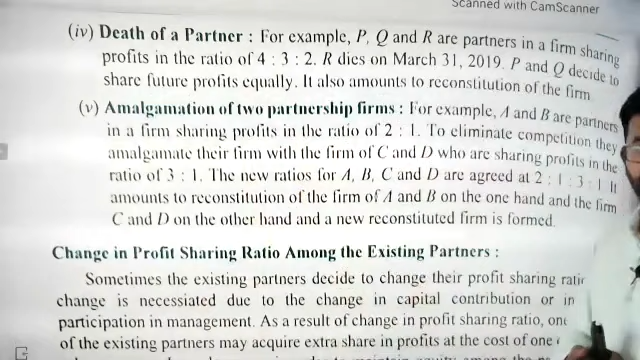 Scanned with CamScanner
(iv) Death of a Partner : For example, P, Q and R are partners in a firm sharing
profits in the ratio of 4 : 3 : 2. R dies on March 31, 2019. P and Q decide to
share future profits equally. It also amounts to reconstitution of the firm
(v) Amalgamation of two partnership firms : For example, A and B are partners
in a firm sharing profits in the ratio of 2 : 1. To eliminate competition they
amalgamate their firm with the firm of C and D who are sharing profits in the
ratio of 3 : 1. The new ratios for A, B, C and D are agreed at 2 : 1 : 3 : 1 It
amounts to reconstitution of the firm of A and B on the one hand and the firm
C and D on the other hand and a new reconstituted firm is formed.
Change in Profit Sharing Ratio Among the Existing Partners :
Sometimes the existing partners decide to change their profit sharing
change is necessiated due to the change in capital contribution or in
participation in management. As a result of change in profit sharing ratio, one
of the existing partners may acquire extra share in profits at the cost of one